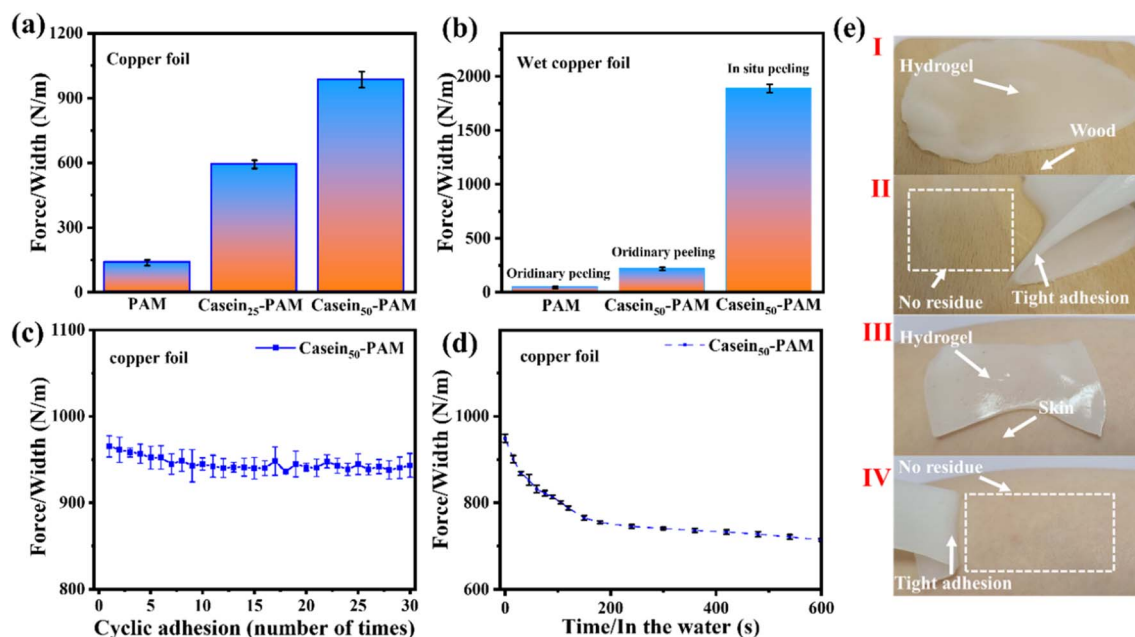 (a)
Force/Width (N/m)
1200
900
600
300
0
Copper foil
PAM
Casein₂₅-PAM
Casein₅₀-PAM
(b)
Force/Width (N/m)
2000
1750
1500
1250
1000
750
500
250
0
Wet copper foil
In situ peeling
Oridinary peeling
Oridinary peeling
PAM
Casein₅₀-PAM
Casein₅₀-PAM
(c)
Force/Width (N/m)
1100
1000
900
800
copper foil
Casein₅₀-PAM
0
5
10
15
20
25
30
Cyclic adhesion (number of times)
(d)
Force/Width (N/m)
1000
800
600
copper foil
Casein₅₀-PAM
0
200
400
600
Time/In the water (s)
(e)
I
Hydrogel
Wood
II
No residue
Tight adhesion
III
Hydrogel
Skin
IV
No residue
Tight adhesion